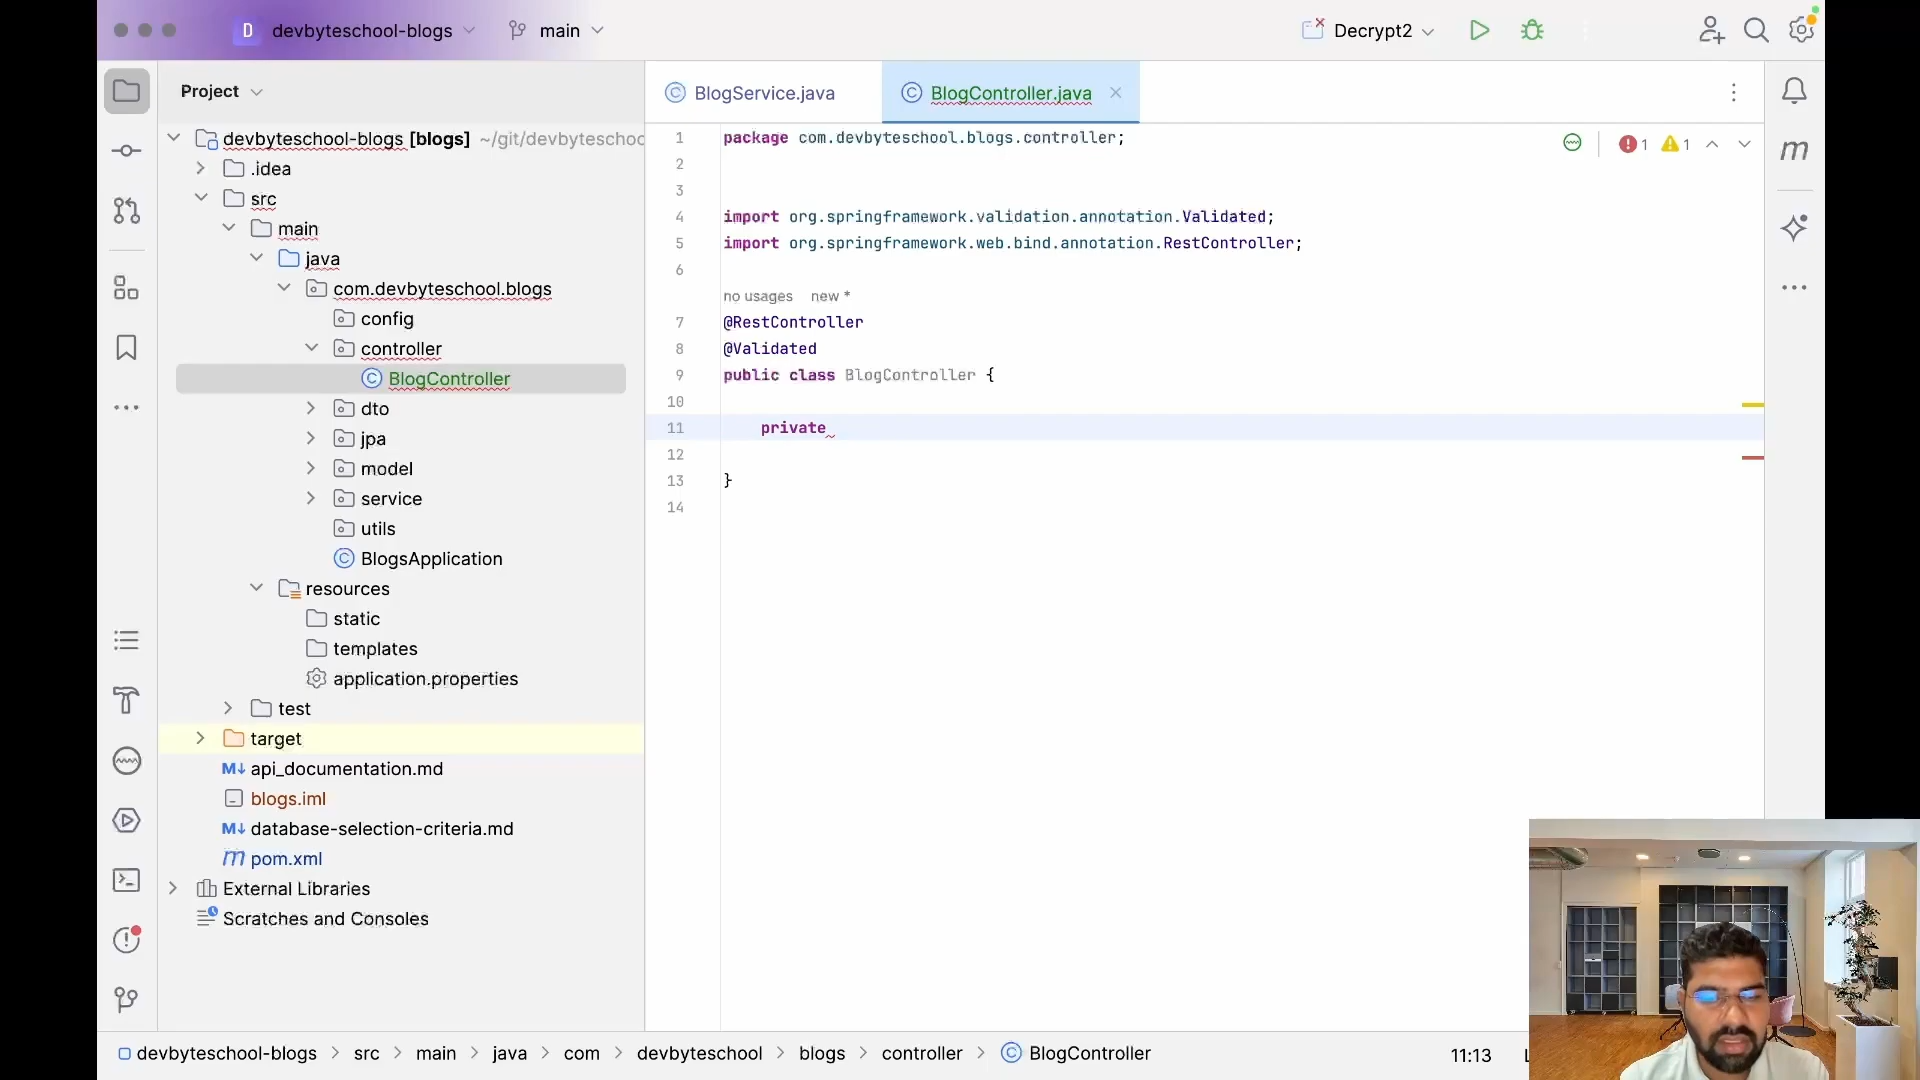 D devbyteschool-blogs main Decrypt2
Project
BlogService.java BlogController.java
devbyteschool-blogs [blogs] ~/git/devbyteschoo
.idea
src
main
java
com.devbyteschool.blogs
config
controller
BlogController
dto
jpa
model
service
utils
BlogsApplication
resources
static
templates
application.properties
test
target
M↓ api_documentation.md
blogs.iml
M↓ database-selection-criteria.md
m pom.xml
External Libraries
Scratches and Consoles
1 package com.devbyteschool.blogs.controller;
2
3
4 import org.springframework.validation.annotation.Validated;
5 import org.springframework.web.bind.annotation.RestController;
6
no usages new *
7 @RestController
8 @Validated
9 public class BlogController {
10
11 private
12
13 }
14
1 1
m
devbyteschool-blogs > src > main > java > com > devbyteschool > blogs > controller > BlogController
11:13